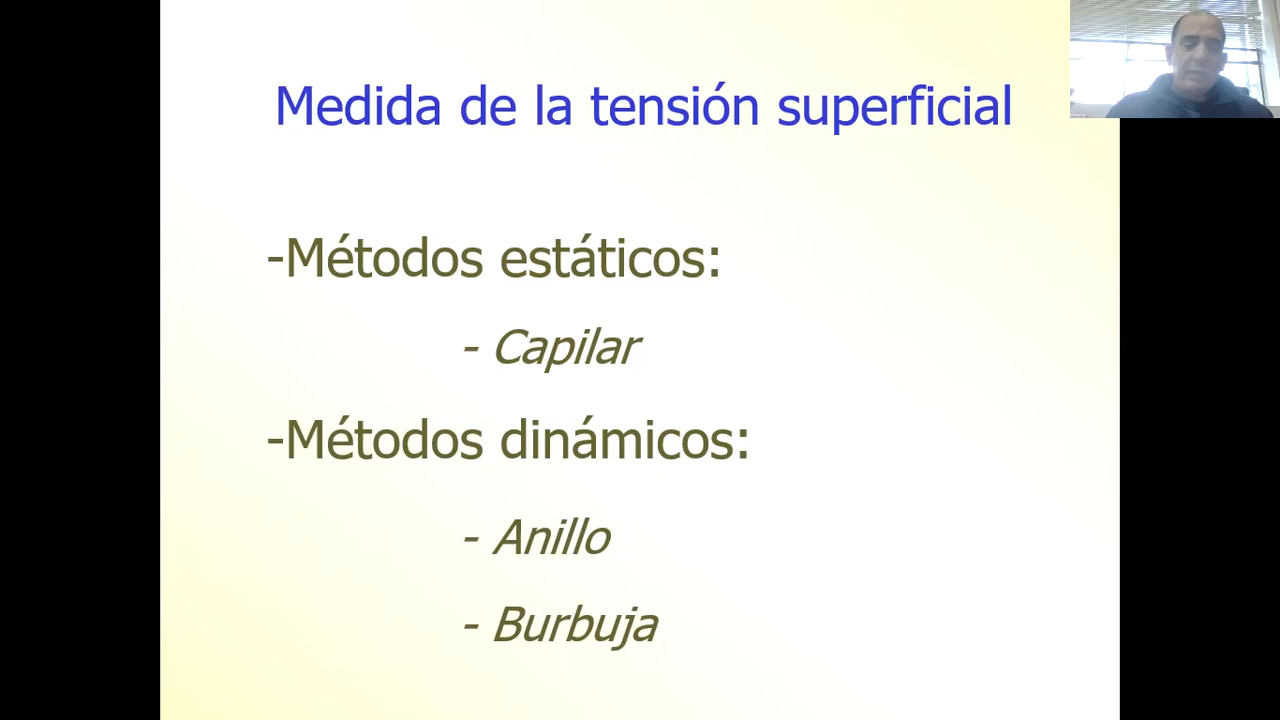 Medida de la tensión superficial
-Métodos estáticos:
- Capilar
-Métodos dinámicos:
- Anillo
- Burbuja